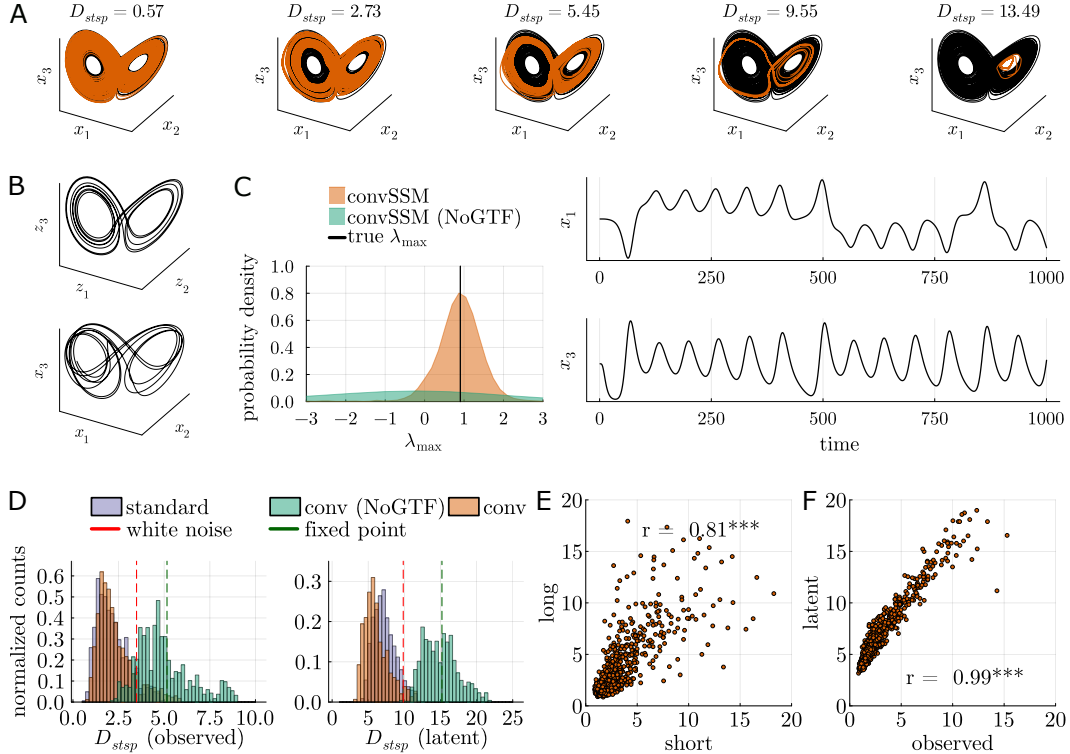 A
D_stsp = 0.57
D_stsp = 2.73
D_stsp = 5.45
D_stsp = 9.55
D_stsp = 13.49
x_3
x_1
x_2
x_3
x_1
x_2
x_3
x_1
x_2
x_3
x_1
x_2
x_3
x_1
x_2
B
z_3
z_1
z_2
x_3
x_1
x_2
C
convSSM
convSSM (NoGTF)
true λ_max
probability density
1.0
0.8
0.6
0.4
0.2
0.0
−3 −2 −1 0 1 2 3
λ_max
x_1
0 250 500 750 1000
x_3
0 250 500 750 1000
time
D
standard
conv (NoGTF)
conv
white noise
fixed point
normalized counts
0.6
0.5
0.4
0.3
0.2
0.1
0.0
0.0 2.5 5.0 7.5 10.0
D_stsp (observed)
0.3
0.2
0.1
0.0
0 5 10 15 20 25
D_stsp (latent)
E
r = 0.81***
long
20
15
10
5
0
0 5 10 15 20
short
F
r = 0.99***
latent
20
15
10
5
0
0 5 10 15 20
observed